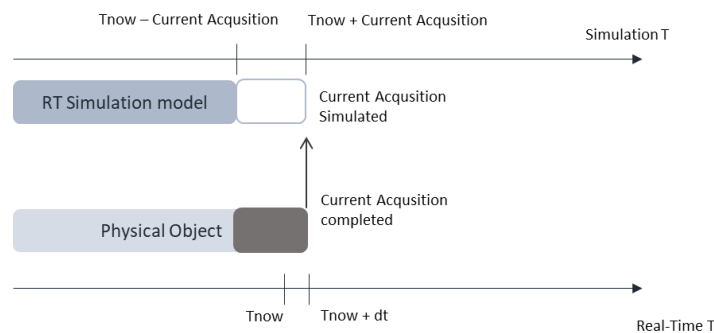 Tnow – Current Acqusition
Tnow + Current Acqusition
Simulation T
RT Simulation model
Current Acqusition
Simulated
Current Acqusition
completed
Physical Object
Tnow
Tnow + dt
Real-Time T